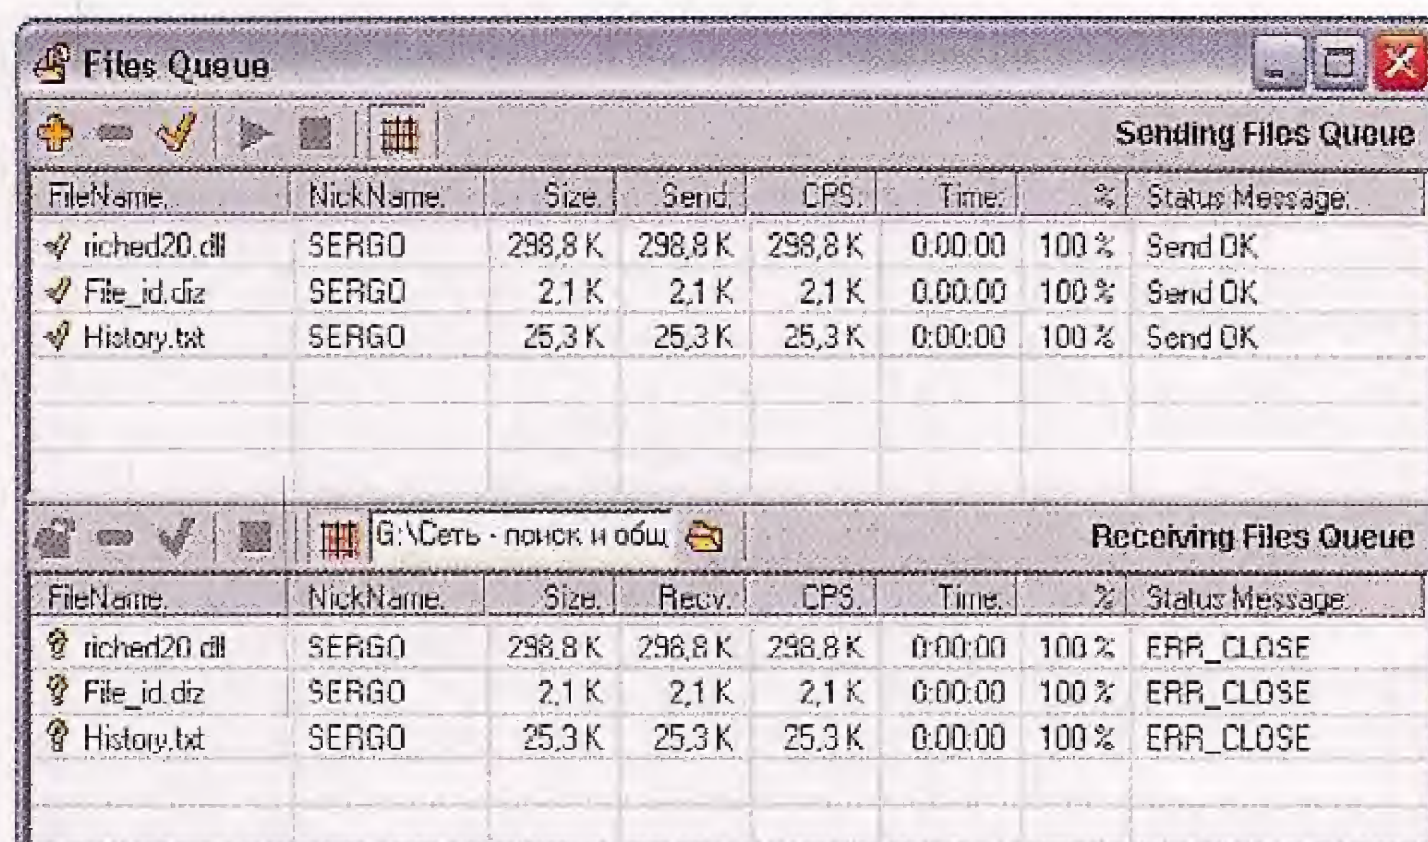 Files Queue
Sending Files Queue
FileName. NickName. Size. Send. CPS. Time. % Status Message.
riched20.dll SERGO 298,8 K 298,8 K 298,8 K 0:00:00 100 % Send OK
File_id.diz SERGO 2,1 K 2,1 K 2,1 K 0:00:00 100 % Send OK
History.txt SERGO 25,3 K 25,3 K 25,3 K 0:00:00 100 % Send OK
G:\Сеть - поиск и общ Receiving Files Queue
FileName. NickName. Size. Recv. CPS. Time. % Status Message.
riched20.dll SERGO 298,8 K 298,8 K 298,8 K 0:00:00 100 % ERR_CLOSE
File_id.diz SERGO 2,1 K 2,1 K 2,1 K 0:00:00 100 % ERR_CLOSE
History.txt SERGO 25,3 K 25,3 K 25,3 K 0:00:00 100 % ERR_CLOSE